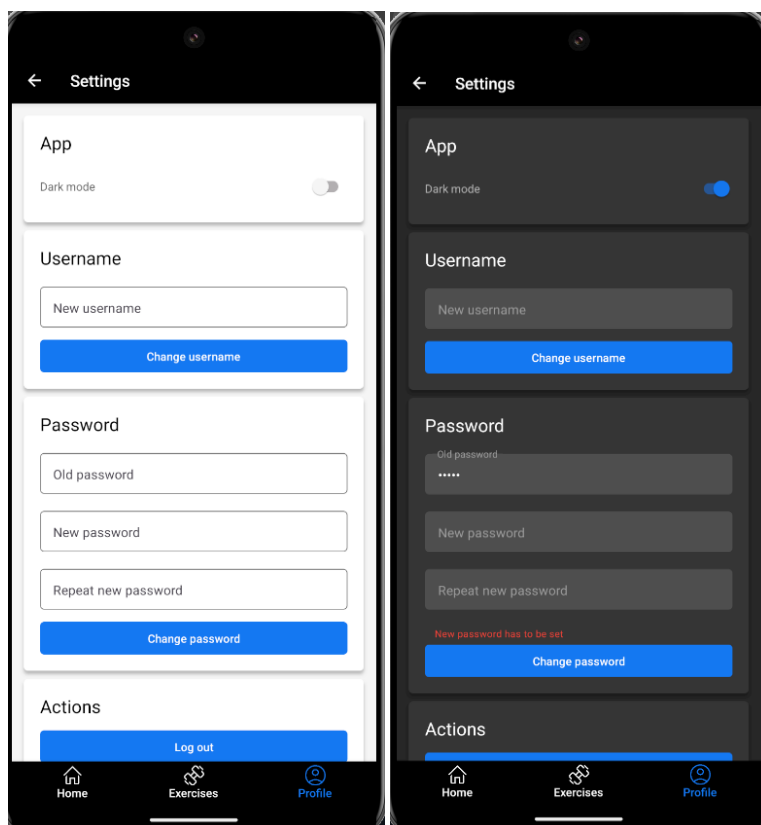 Settings
App
Dark mode
Username
New username
Change username
Password
Old password
New password
Repeat new password
Change password
Actions
Log out
Home Exercises Profile
Settings
App
Dark mode
Username
New username
Change username
Password
Old password
•••••
New password
Repeat new password
New password has to be set
Change password
Actions
Home Exercises Profile